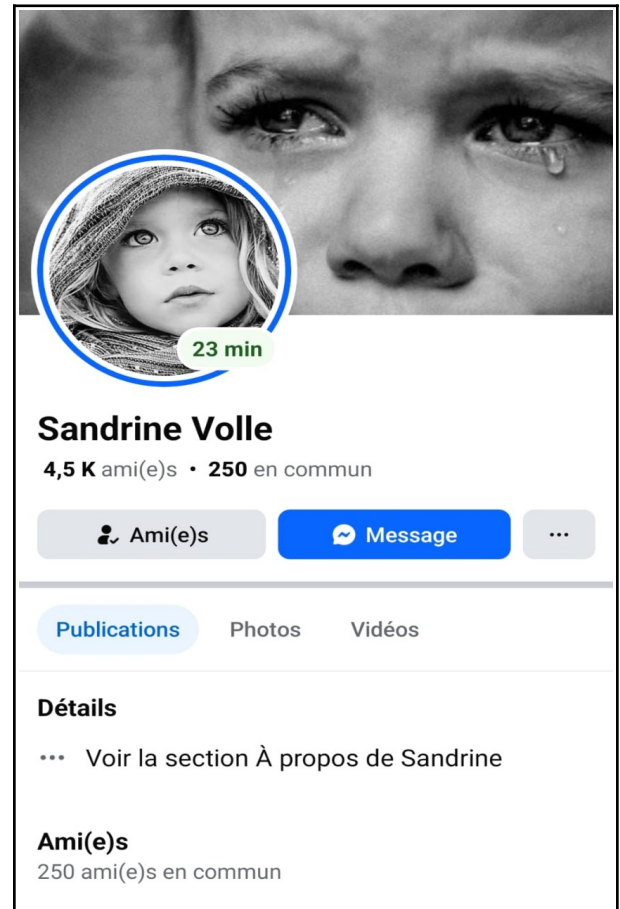 23 min
Sandrine Volle
4,5 K ami(e)s • 250 en commun
Ami(e)s
Message
Publications
Photos
Vidéos
Détails
Voir la section À propos de Sandrine
Ami(e)s
250 ami(e)s en commun